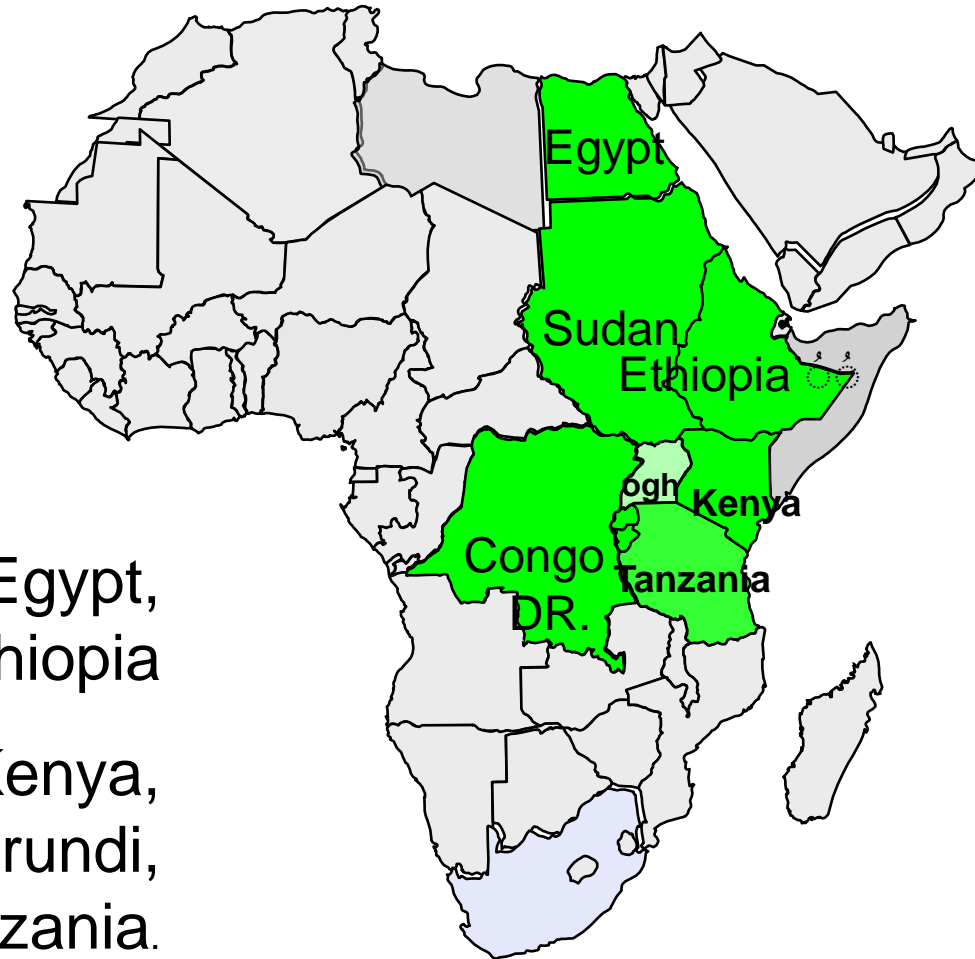 Egypt
Sudan
Ethiopia
ogh
Kenya
Congo
DR.
Tanzania
Egypt,
hiopia
Kenya,
rundi,
zania.